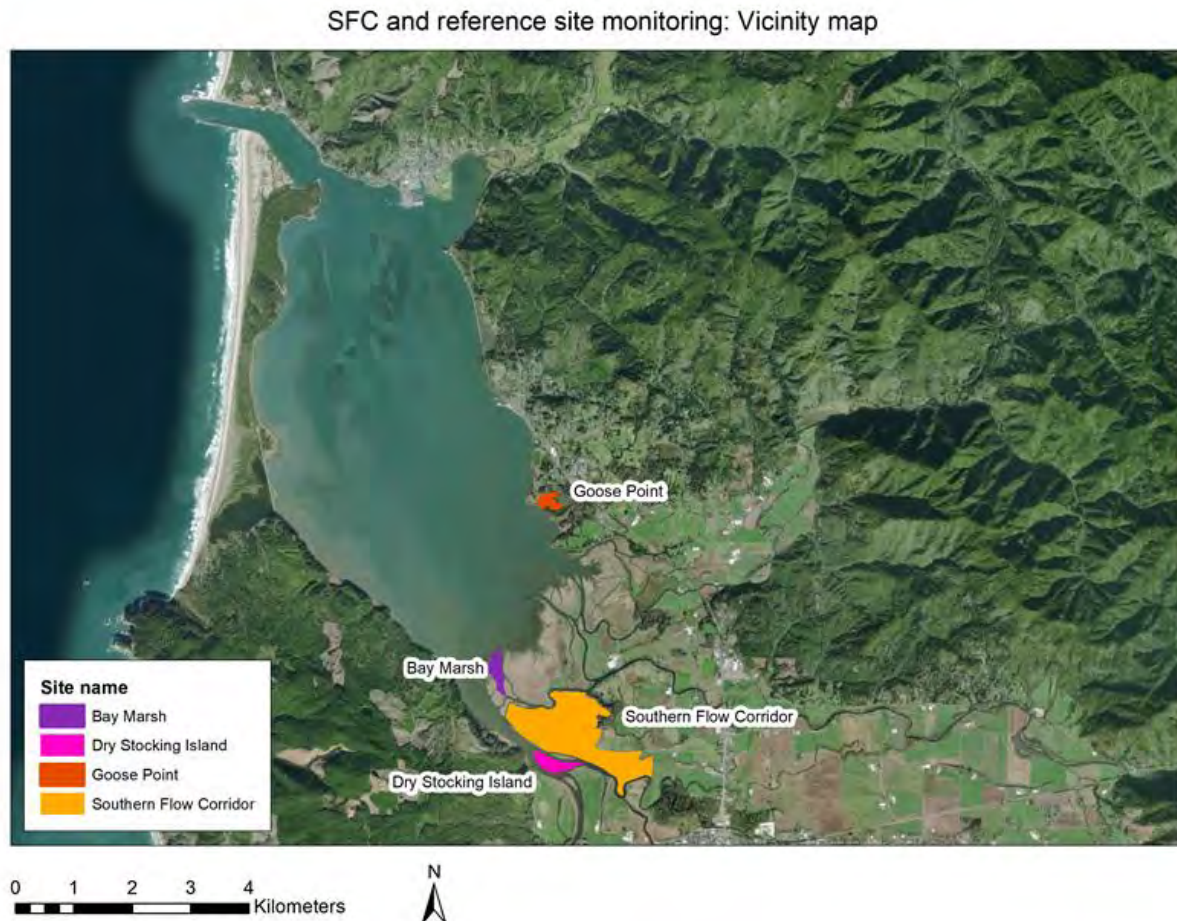 SFC and reference site monitoring: Vicinity map
Goose Point
Bay Marsh
Southern Flow Corridor
Dry Stocking Island
Site name
Bay Marsh
Dry Stocking Island
Goose Point
Southern Flow Corridor
0 1 2 3 4
Kilometers
N